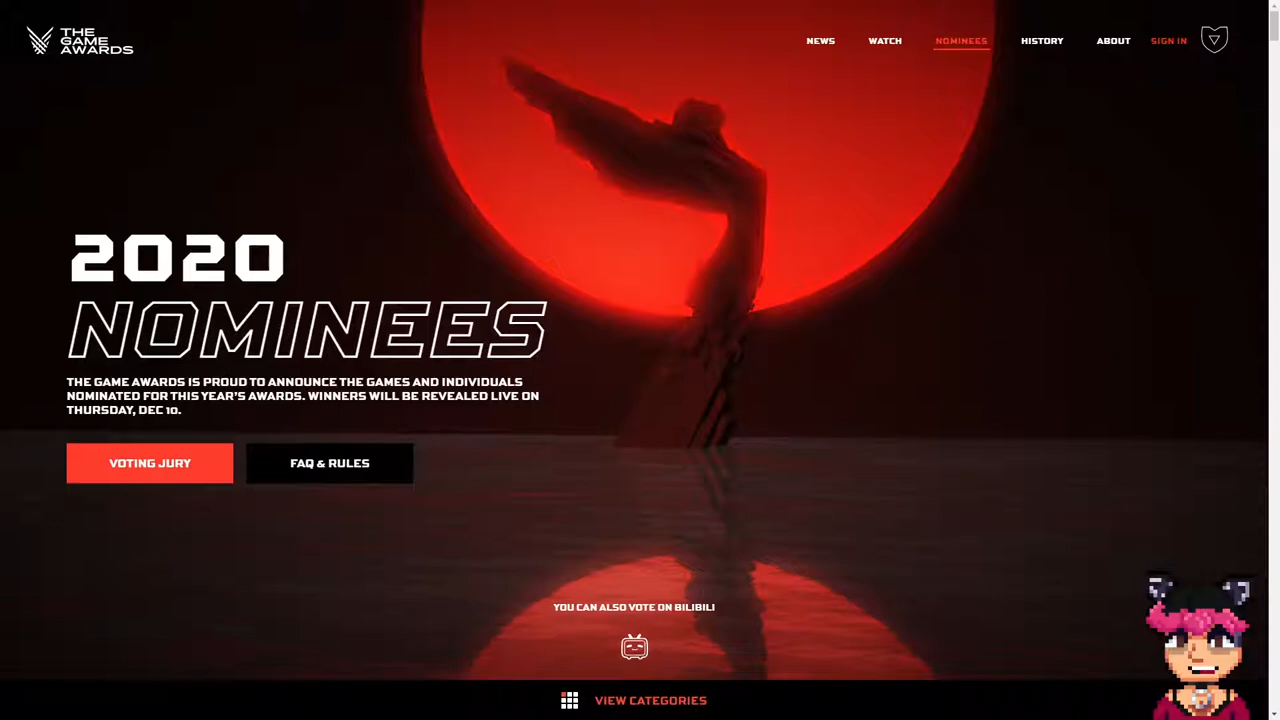 THE
GAME
AWARDS
NEWS
WATCH
NOMINEES
HISTORY
ABOUT
SIGN IN
2020
NOMINEES
THE GAME AWARDS IS PROUD TO ANNOUNCE THE GAMES AND INDIVIDUALS
NOMINATED FOR THIS YEAR'S AWARDS. WINNERS WILL BE REVEALED LIVE ON
THURSDAY, DEC 10.
VOTING JURY
FAQ & RULES
YOU CAN ALSO VOTE ON BILIBILI
VIEW CATEGORIES